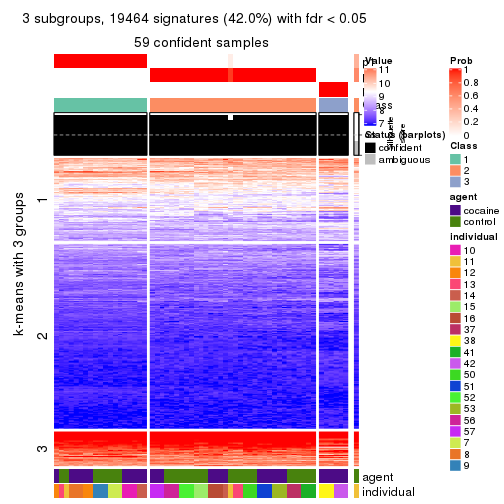 3 subgroups, 19464 signatures (42.0%) with fdr < 0.05
59 confident samples
k-means with 3 groups
1
2
3
Value
11
10
9
8
7
Status (barplots)
confident
ambiguous
Prob
1
0.8
0.6
0.4
0.2
0
Class
1
2
3
agent
cocaine
control
individual
10
11
12
13
14
15
16
37
38
41
42
50
51
52
53
56
57
7
8
9
agent
individual